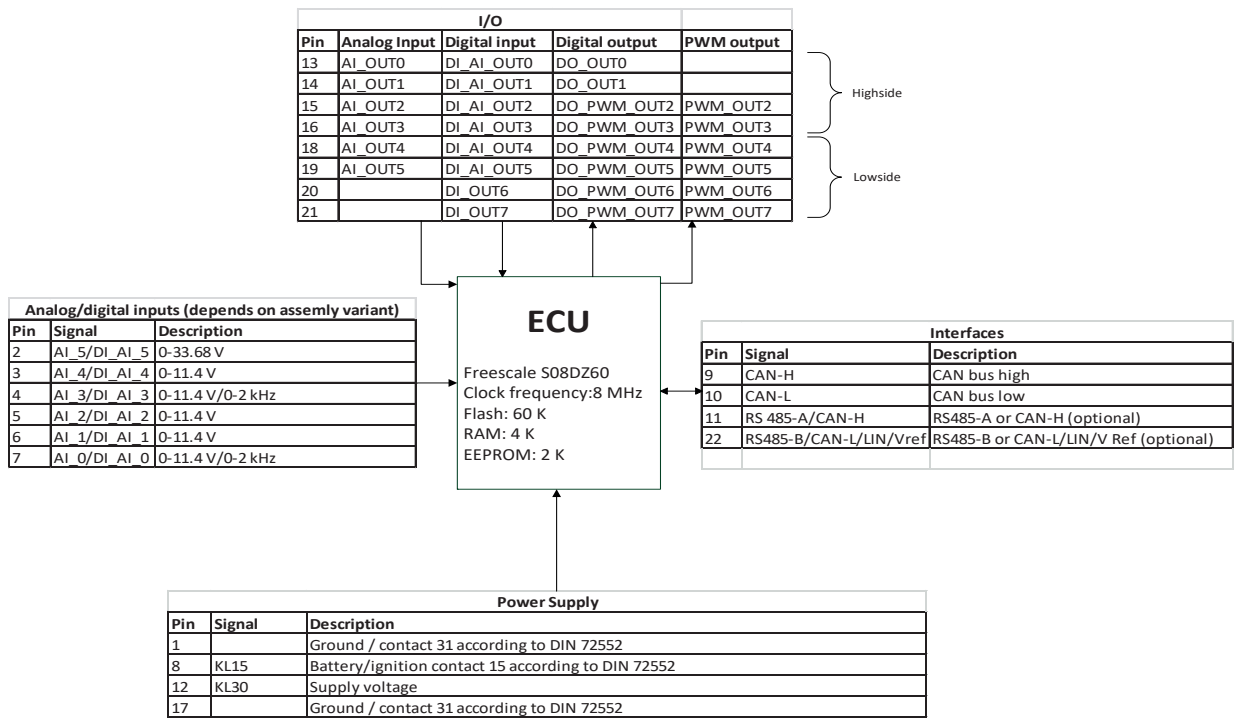 I/O
Pin Analog Input Digital input Digital output PWM output
13 AI_OUT0 DI_AI_OUT0 DO_OUT0
14 AI_OUT1 DI_AI_OUT1 DO_OUT1
15 AI_OUT2 DI_AI_OUT2 DO_PWM_OUT2 PWM_OUT2
16 AI_OUT3 DI_AI_OUT3 DO_PWM_OUT3 PWM_OUT3
18 AI_OUT4 DI_AI_OUT4 DO_PWM_OUT4 PWM_OUT4
19 AI_OUT5 DI_AI_OUT5 DO_PWM_OUT5 PWM_OUT5
20 DI_OUT6 DO_PWM_OUT6 PWM_OUT6
21 DI_OUT7 DO_PWM_OUT7 PWM_OUT7
Highside
Lowside
Analog/digital inputs (depends on assemly variant)
Pin Signal Description
2 AI_5/DI_AI_5 0-33.68 V
3 AI_4/DI_AI_4 0-11.4 V
4 AI_3/DI_AI_3 0-11.4 V/0-2 kHz
5 AI_2/DI_AI_2 0-11.4 V
6 AI_1/DI_AI_1 0-11.4 V
7 AI_0/DI_AI_0 0-11.4 V/0-2 kHz
ECU
Freescale S08DZ60
Clock frequency:8 MHz
Flash: 60 K
RAM: 4 K
EEPROM: 2 K
Interfaces
Pin Signal Description
9 CAN-H CAN bus high
10 CAN-L CAN bus low
11 RS 485-A/CAN-H RS485-A or CAN-H (optional)
22 RS485-B/CAN-L/LIN/Vref RS485-B or CAN-L/LIN/V Ref (optional)
Power Supply
Pin Signal Description
1 Ground / contact 31 according to DIN 72552
8 KL15 Battery/ignition contact 15 according to DIN 72552
12 KL30 Supply voltage
17 Ground / contact 31 according to DIN 72552